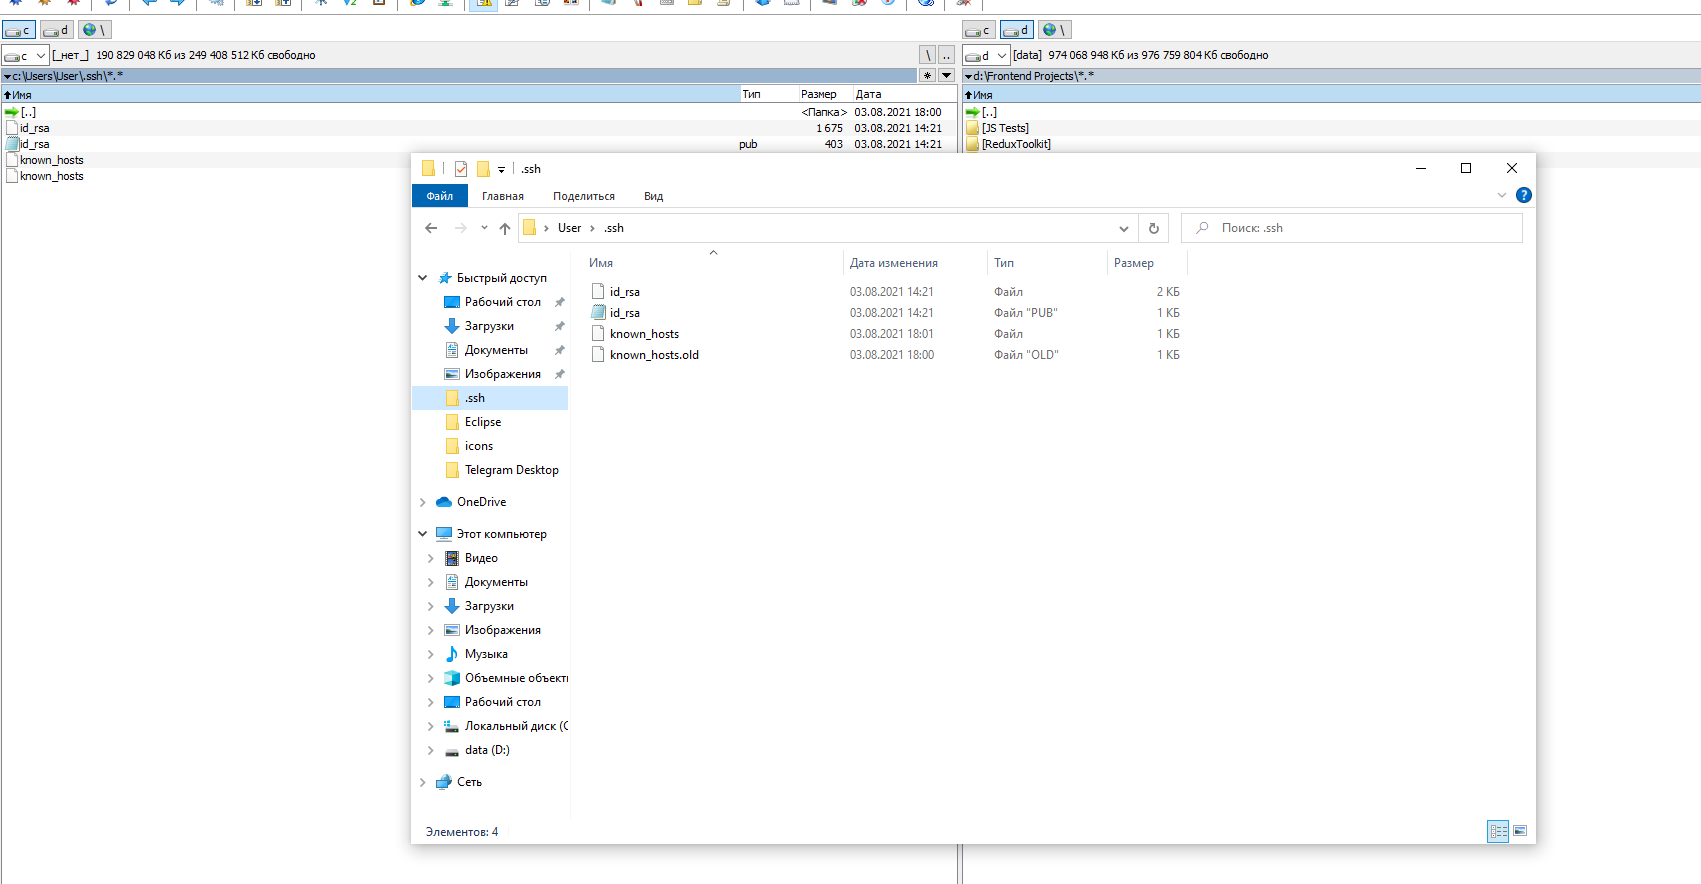 c d \
c [_нет_] 190 829 048 Кб из 249 408 512 Кб свободно \ ..
c:\Users\User\.ssh\*.* *
Имя Тип Размер Дата
[..] <Папка> 03.08.2021 18:00
id_rsa 1 675 03.08.2021 14:21
id_rsa pub 403 03.08.2021 14:21
known_hosts
known_hosts
c d \
d [data] 974 068 948 Кб из 976 759 804 Кб свободно
d:\Frontend Projects\*.*
Имя
[..]
[JS Tests]
[ReduxToolkit]
.ssh
Файл Главная Поделиться Вид ?
User .ssh Поиск: .ssh
Имя Дата изменения Тип Размер
id_rsa 03.08.2021 14:21 Файл 2 КБ
id_rsa 03.08.2021 14:21 Файл "PUB" 1 КБ
known_hosts 03.08.2021 18:01 Файл 1 КБ
known_hosts.old 03.08.2021 18:00 Файл "OLD" 1 КБ
Быстрый доступ
Рабочий стол
Загрузки
Документы
Изображения
.ssh
Eclipse
icons
Telegram Desktop
OneDrive
Этот компьютер
Видео
Документы
Загрузки
Изображения
Музыка
Объемные объекті
Рабочий стол
Локальный диск (C
data (D:)
Сеть
Элементов: 4